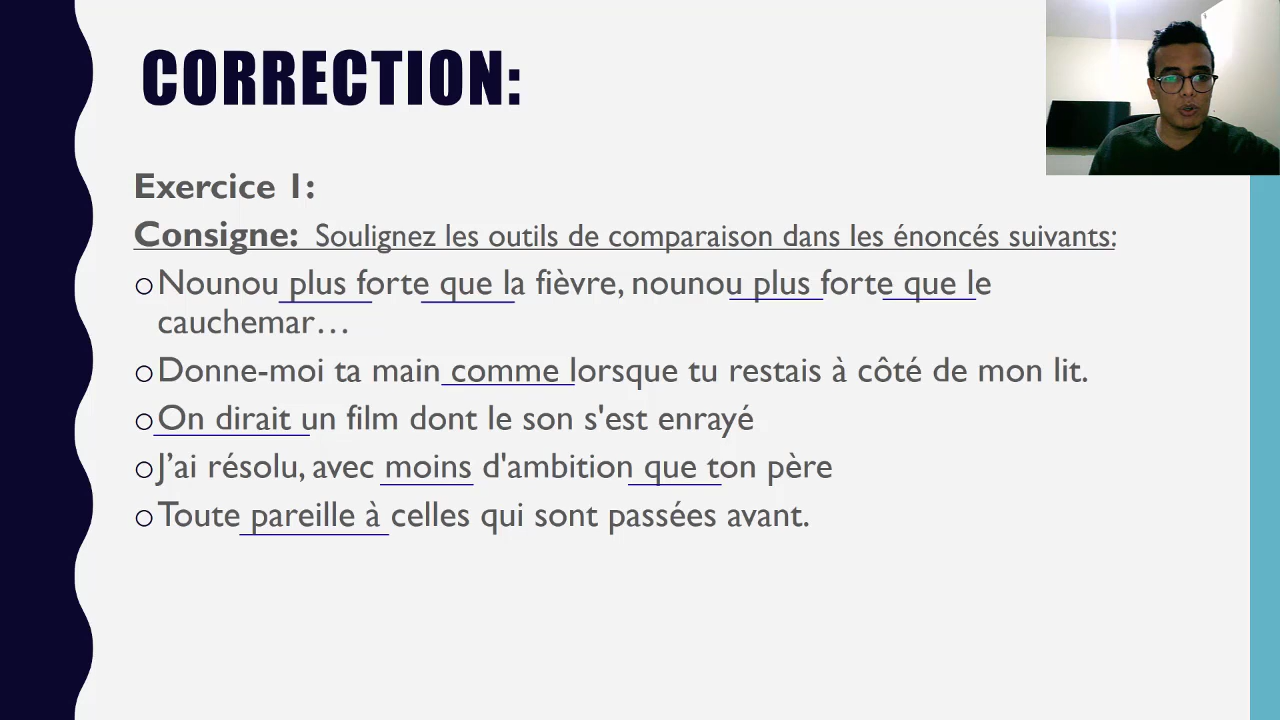 CORRECTION:
Exercice 1:
Consigne: Soulignez les outils de comparaison dans les énoncés suivants:
Nounou plus forte que la fièvre, nounou plus forte que le
cauchemar…
Donne-moi ta main comme lorsque tu restais à côté de mon lit.
On dirait un film dont le son s'est enrayé
J’ai résolu, avec moins d'ambition que ton père
Toute pareille à celles qui sont passées avant.